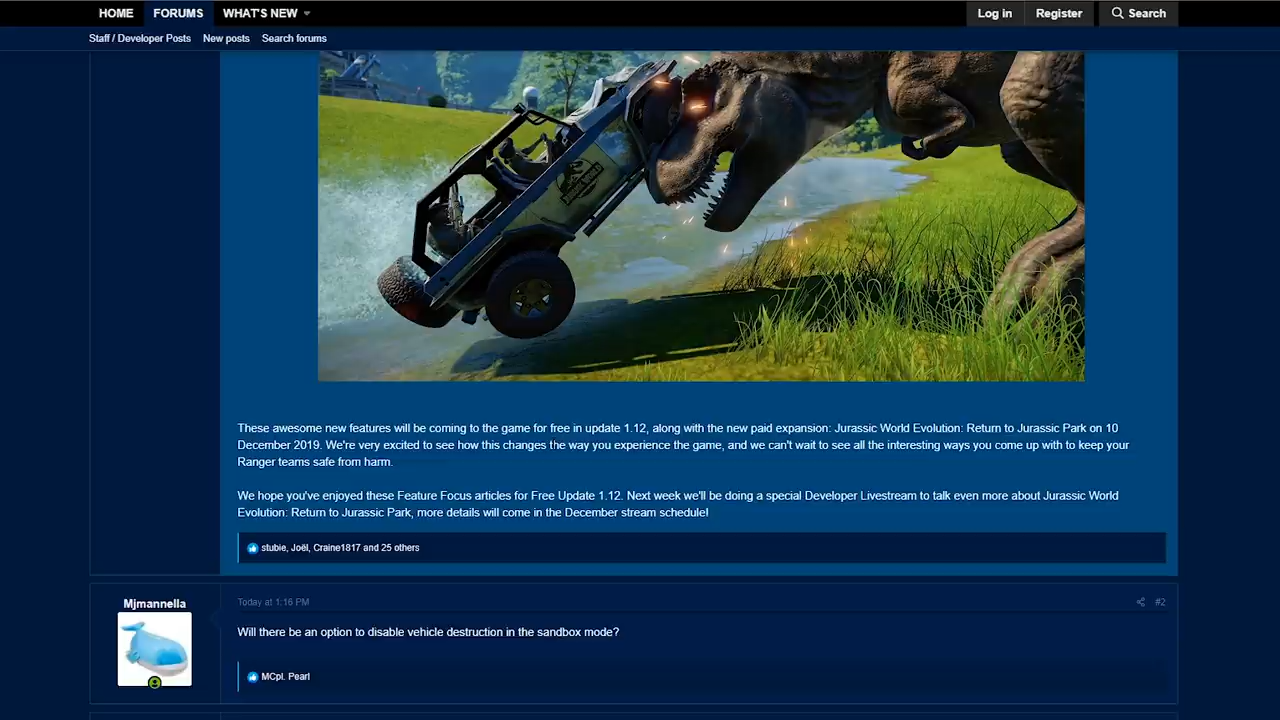 HOME FORUMS WHAT'S NEW Log in Register Search
Staff / Developer Posts New posts Search forums
JURASSIC WORLD
These awesome new features will be coming to the game for free in update 1.12, along with the new paid expansion: Jurassic World Evolution: Return to Jurassic Park on 10
December 2019. We're very excited to see how this changes the way you experience the game, and we can't wait to see all the interesting ways you come up with to keep your
Ranger teams safe from harm.
We hope you've enjoyed these Feature Focus articles for Free Update 1.12. Next week we'll be doing a special Developer Livestream to talk even more about Jurassic World
Evolution: Return to Jurassic Park, more details will come in the December stream schedule!
stubie, Joël, Craine1817 and 25 others
Mjmannella
Today at 1:16 PM #2
Will there be an option to disable vehicle destruction in the sandbox mode?
MCpl. Pearl